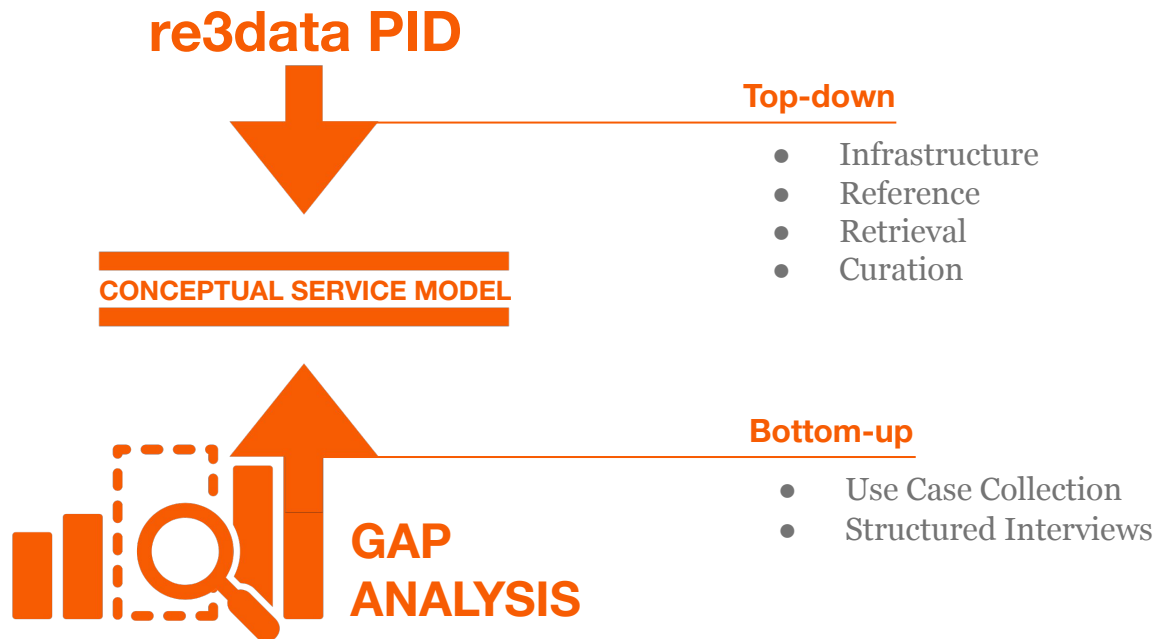 re3data PID
Top-down
● Infrastructure
● Reference
● Retrieval
● Curation
CONCEPTUAL SERVICE MODEL
Bottom-up
● Use Case Collection
● Structured Interviews
GAP
ANALYSIS